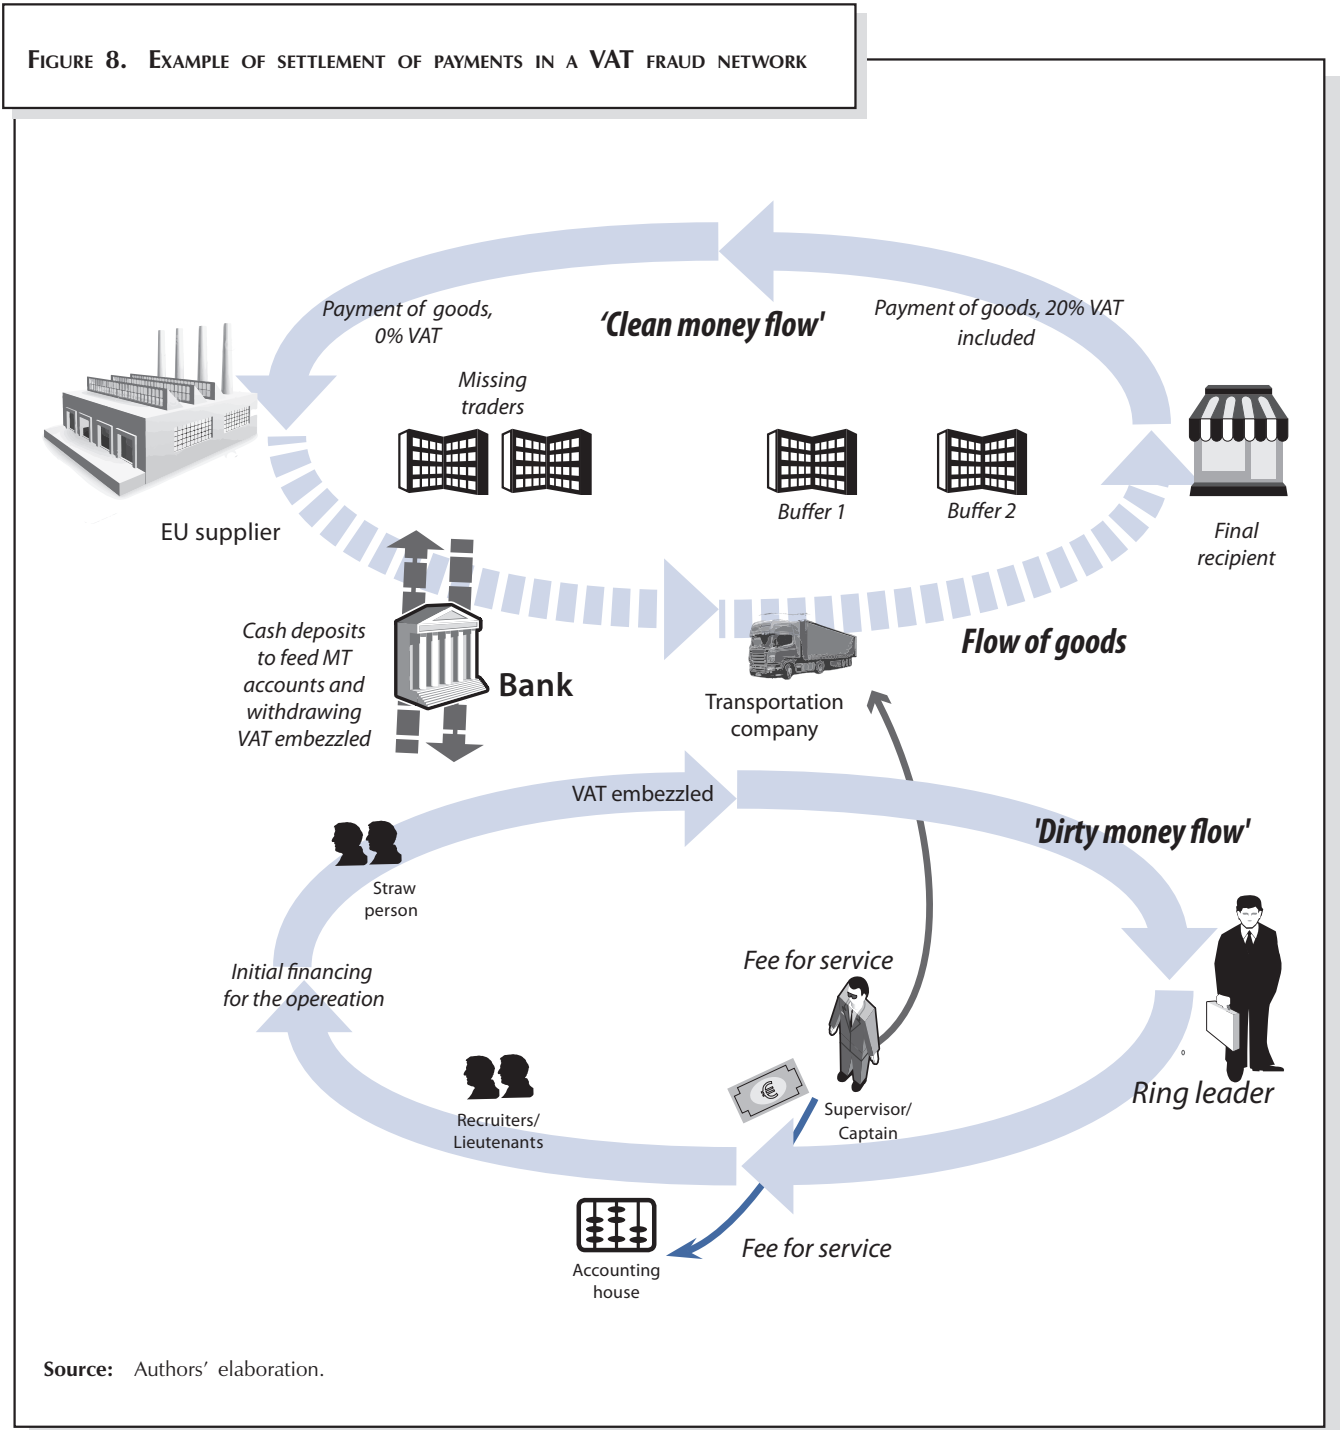 FIGURE 8. EXAMPLE OF SETTLEMENT OF PAYMENTS IN A VAT FRAUD NETWORK
Payment of goods,
0% VAT
'Clean money flow'
Payment of goods, 20% VAT
included
Missing
traders
Buffer 1
Buffer 2
EU supplier
Final
recipient
Cash deposits
to feed MT
accounts and
withdrawing
VAT embezzled
Bank
Flow of goods
Transportation
company
VAT embezzled
'Dirty money flow'
Straw
person
Initial financing
for the opereation
Fee for service
€
Recruiters/
Lieutenants
Supervisor/
Captain
Ring leader
Accounting
house
Fee for service
Source: Authors' elaboration.